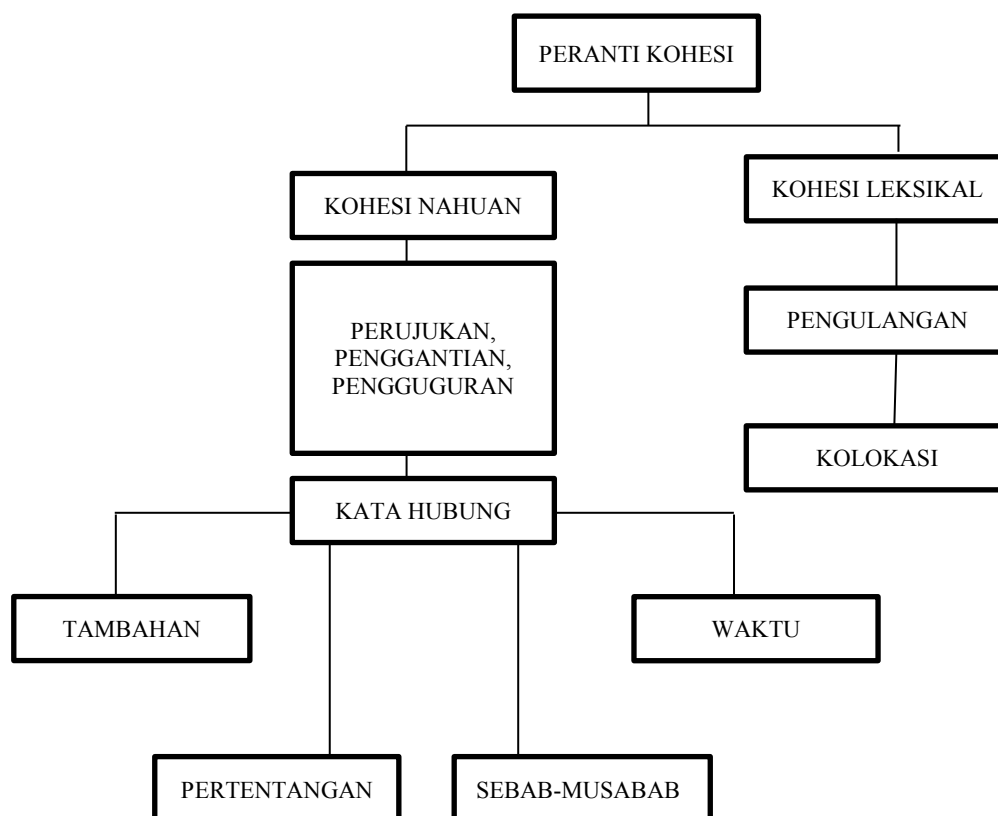 PERANTI KOHESI
KOHESI NAHUAN
KOHESI LEKSIKAL
PERUJUKAN,
PENGGANTIAN,
PENGGUGURAN
PENGULANGAN
KOLOKASI
KATA HUBUNG
TAMBAHAN
WAKTU
PERTENTANGAN
SEBAB-MUSABAB